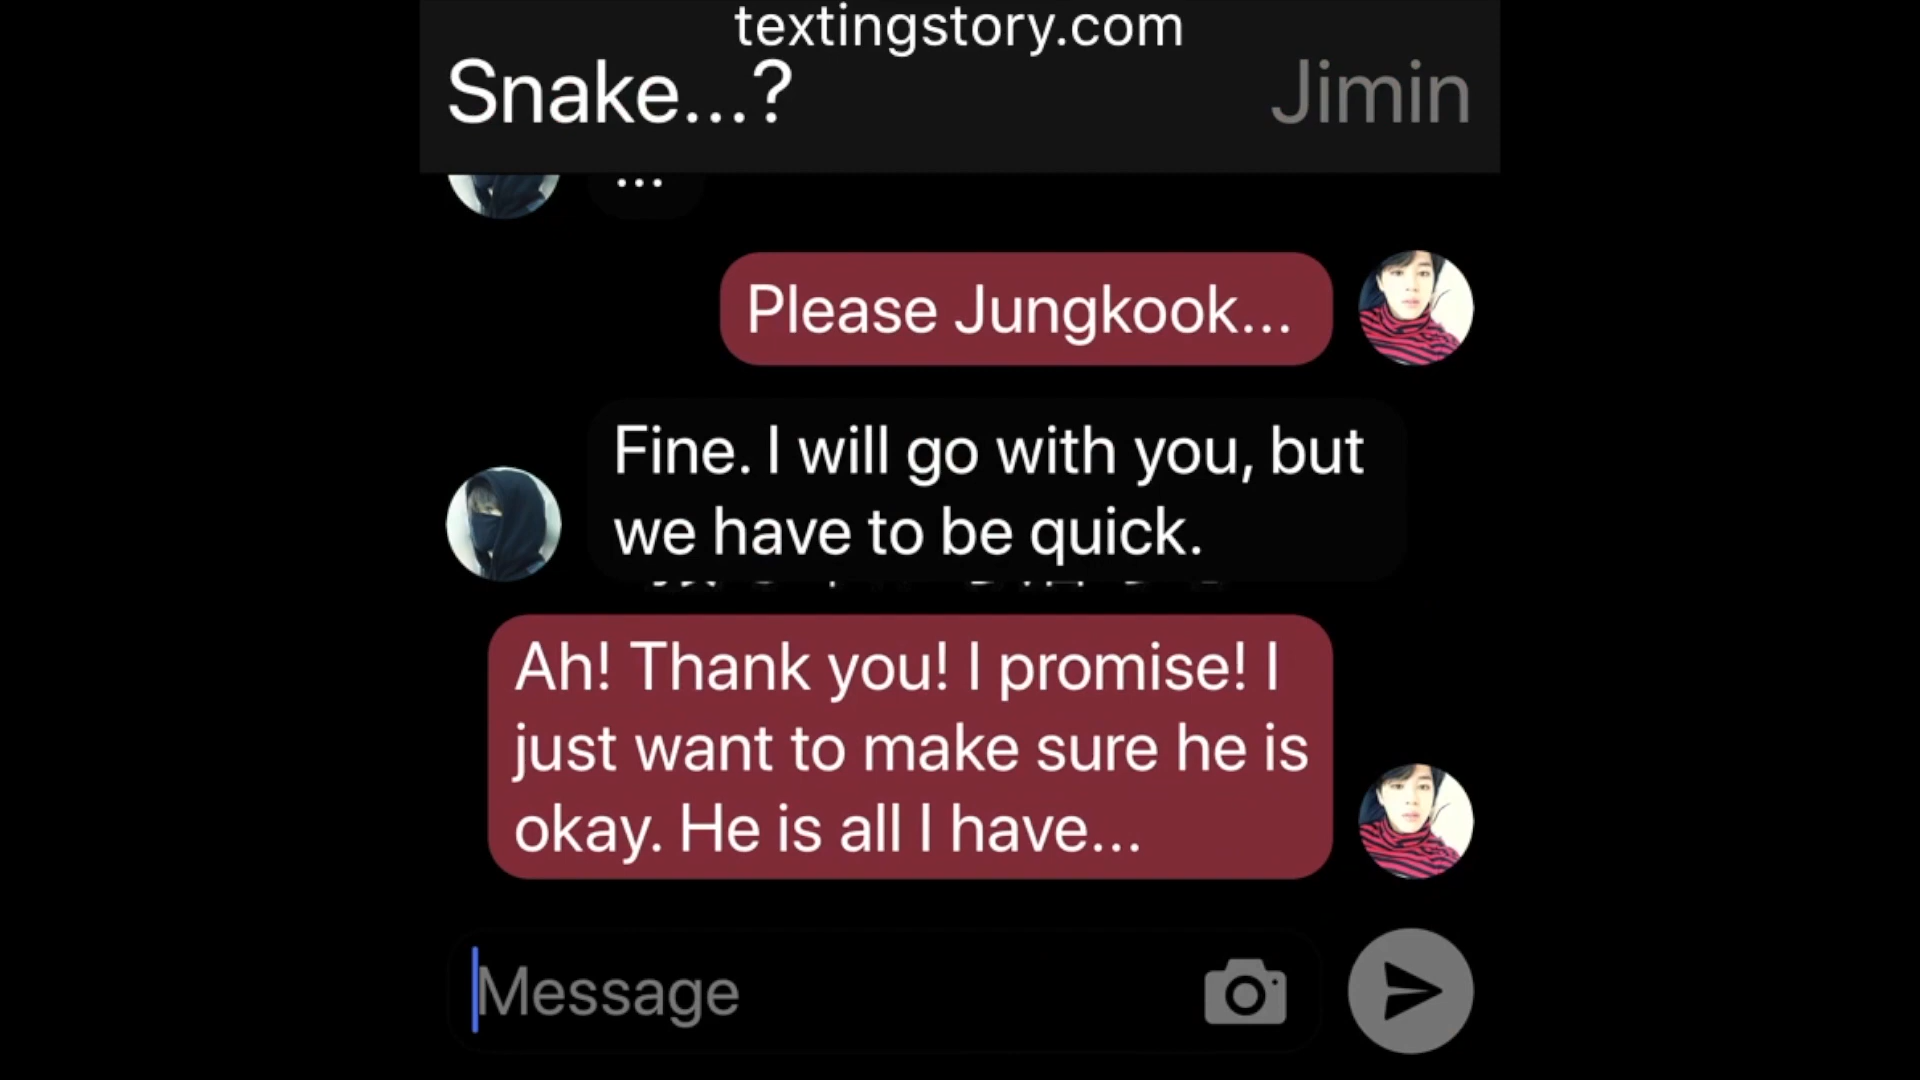 textingstory.com
Snake...?
Jimin
...
Please Jungkook...
Fine. I will go with you, but
we have to be quick.
Ah! Thank you! I promise! I
just want to make sure he is
okay. He is all I have...
Message